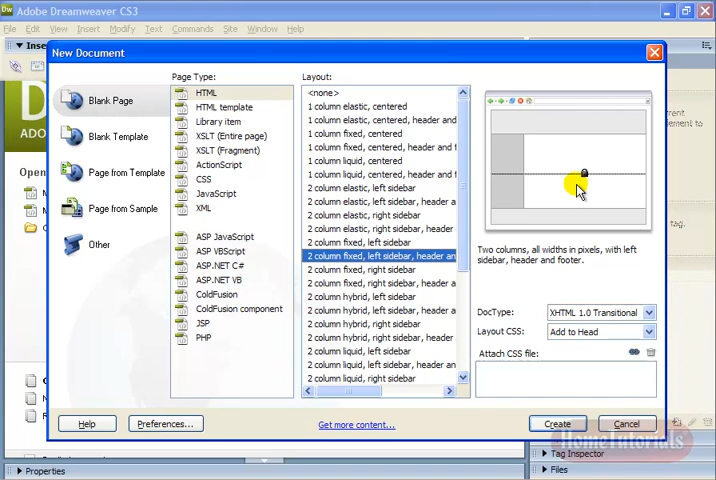 Dw Adobe Dreamweaver CS3
File Edit View Insert Modify Text Commands Site Window Help
Insert
New Document
Page Type:
Layout:
Blank Page
Blank Template
Page from Template
Page from Sample
Other
HTML
HTML template
Library item
XSLT (Entire page)
XSLT (Fragment)
ActionScript
CSS
JavaScript
XML
ASP JavaScript
ASP VBScript
ASP.NET C#
ASP.NET VB
ColdFusion
ColdFusion component
JSP
PHP
<none>
1 column elastic, centered
1 column elastic, centered, header and
1 column fixed, centered
1 column fixed, centered, header and f
1 column liquid, centered
1 column liquid, centered, header and f
2 column elastic, left sidebar
2 column elastic, left sidebar, header a
2 column elastic, right sidebar
2 column elastic, right sidebar, header
2 column fixed, left sidebar
2 column fixed, left sidebar, header an
2 column fixed, right sidebar
2 column fixed, right sidebar, header a
2 column hybrid, left sidebar
2 column hybrid, left sidebar, header a
2 column hybrid, right sidebar
2 column hybrid, right sidebar, header
2 column liquid, left sidebar
2 column liquid, left sidebar, header an
2 column liquid, right sidebar
Two columns, all widths in pixels, with left
sidebar, header and footer.
DocType: XHTML 1.0 Transitional
Layout CSS: Add to Head
Attach CSS file:
Help
Preferences...
Get more content...
Create
Cancel
ADO
Open
rrent
ement to
tag.
HomeTutorials
Tag Inspector
Files
Properties